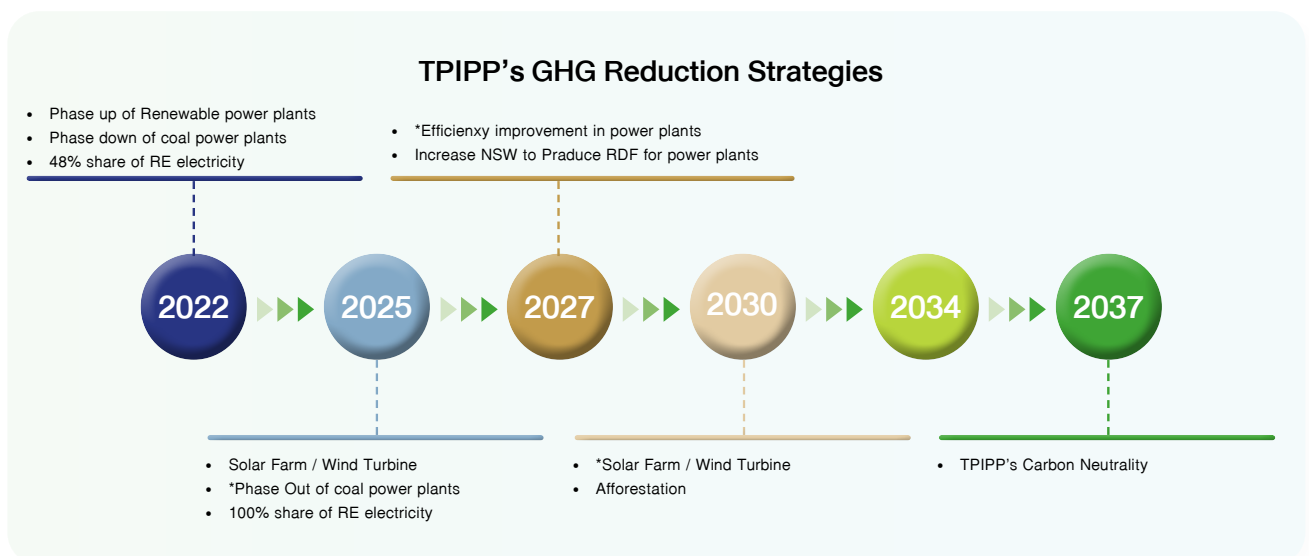 TPIPP's GHG Reduction Strategies
• Phase up of Renewable power plants
• Phase down of coal power plants
• 48% share of RE electricity
• *Efficienxy improvement in power plants
• Increase NSW to Praduce RDF for power plants
2022
2025
2027
2030
2034
2037
• Solar Farm / Wind Turbine
• *Phase Out of coal power plants
• 100% share of RE electricity
• *Solar Farm / Wind Turbine
• Afforestation
• TPIPP's Carbon Neutrality